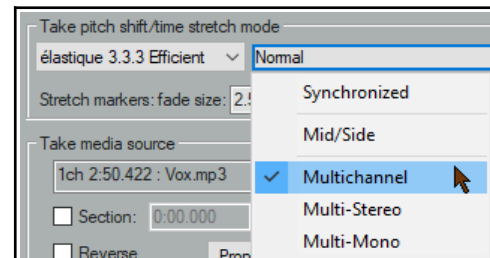 Take pitch shift/time stretch mode
élastique 3.3.3 Efficient Normal
Synchronized
Stretch markers: fade size: 2.5
Mid/Side
Take media source
1ch 2:50.422 : Vox.mp3 Multichannel
Section: 0:00.000 Multi-Stereo
Reverse Multi-Mono